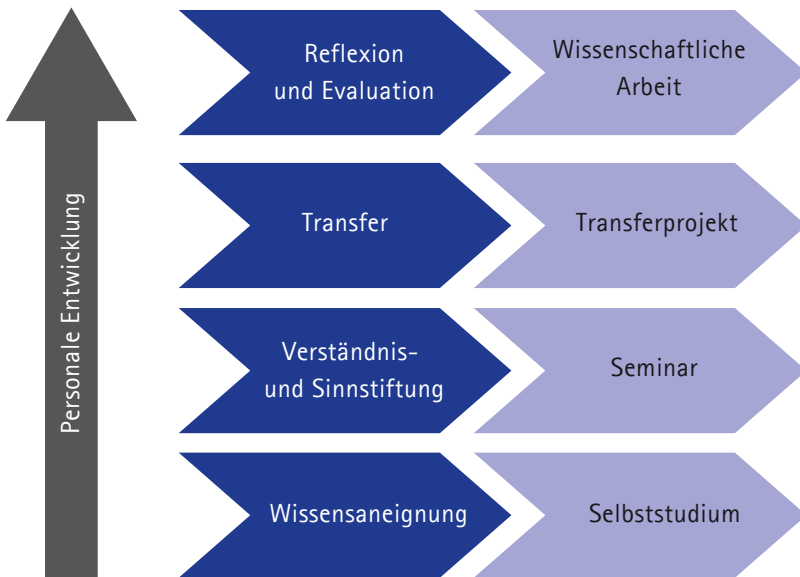 Personale Entwicklung
Reflexion
und Evaluation
Wissenschaftliche
Arbeit
Transfer
Transferprojekt
Verständnis-
und Sinnstiftung
Seminar
Wissensaneignung
Selbststudium